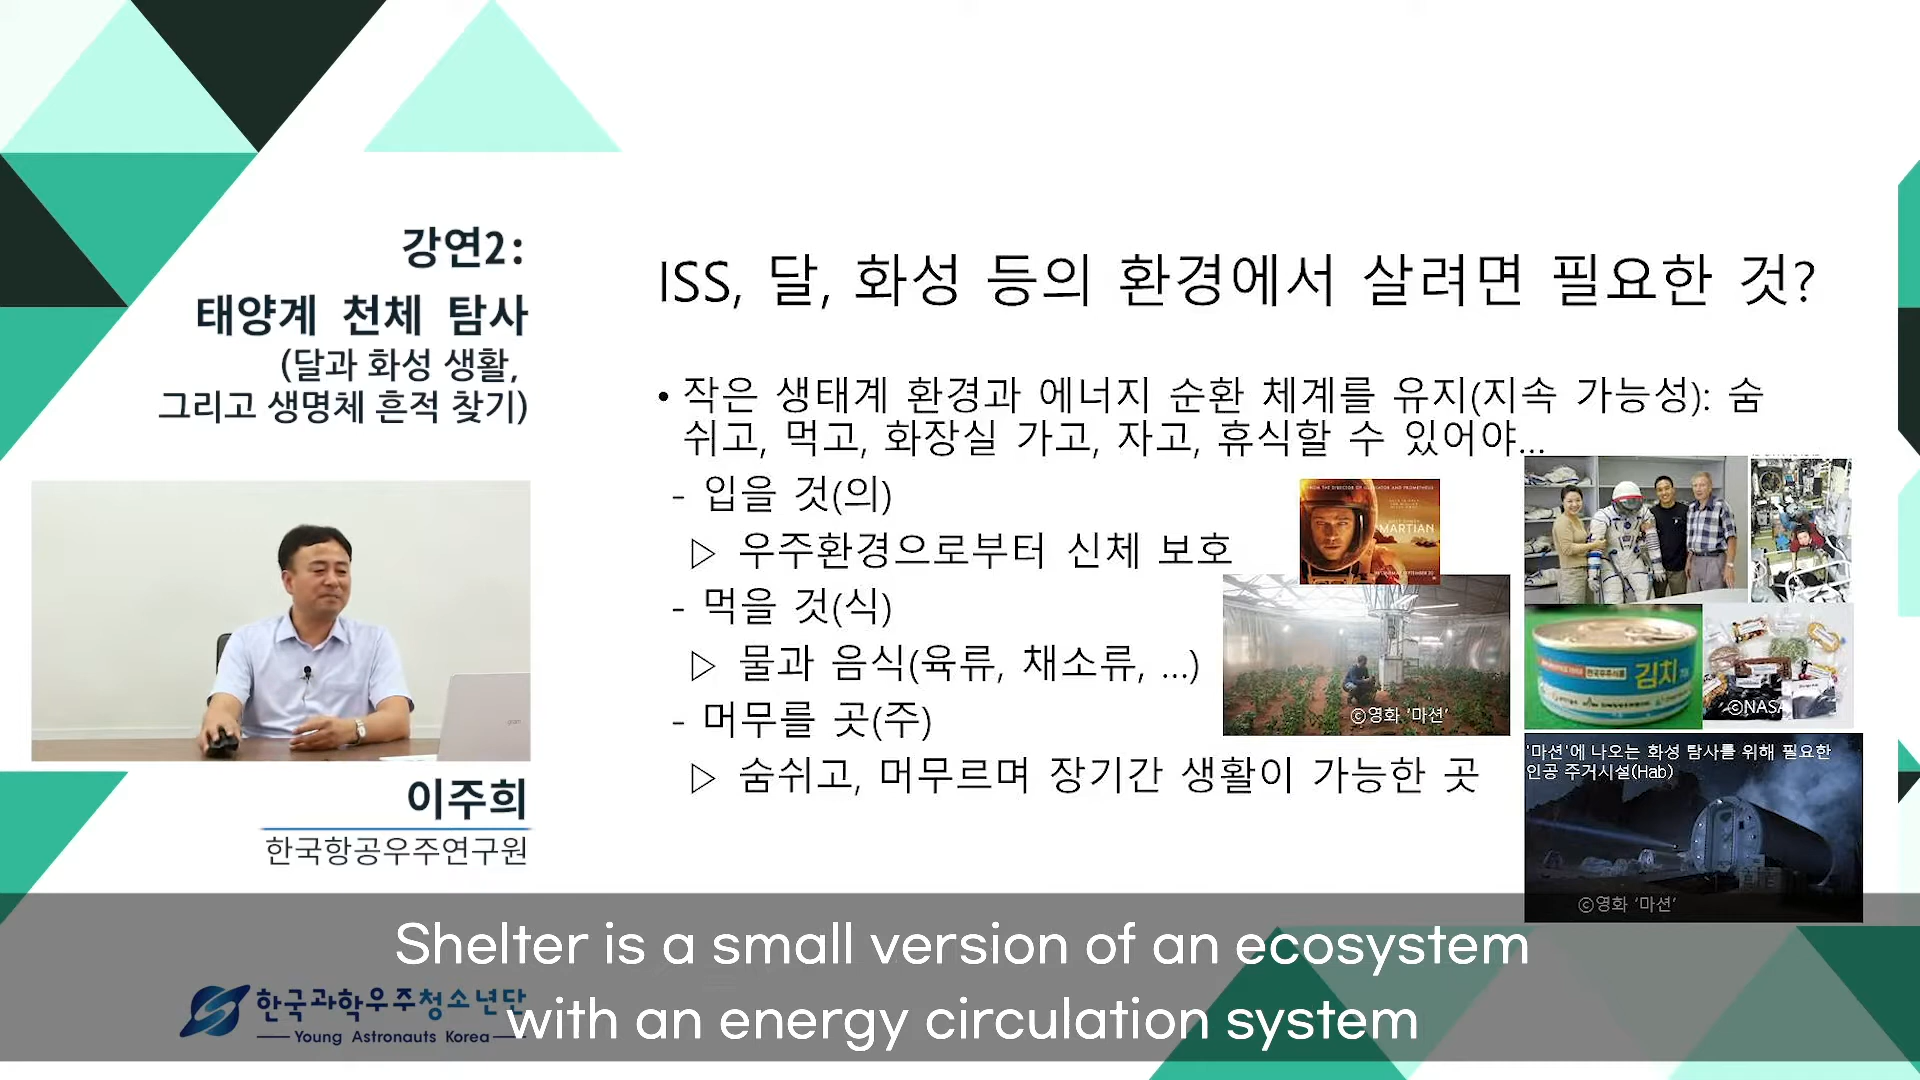 강연2:
태양계 천체 탐사
(달과 화성 생활,
그리고 생명체 흔적 찾기)
이주희
한국항공우주연구원
ISS, 달, 화성 등의 환경에서 살려면 필요한 것?
• 작은 생태계 환경과 에너지 순환 체계를 유지(지속 가능성): 숨
쉬고, 먹고, 화장실 가고, 자고, 휴식할 수 있어야...
- 입을 것(의)
▷ 우주환경으로부터 신체 보호
- 먹을 것(식)
▷ 물과 음식(육류, 채소류, ...)
- 머무를 곳(주)
▷ 숨쉬고, 머무르며 장기간 생활이 가능한 곳
MARTIAN
ⓒ영화 '마션'
김치
ⓒNASA
'마션'에 나오는 화성 탐사를 위해 필요한
인공 주거시설(Hab)
ⓒ영화 '마션'
Shelter is a small version of an ecosystem
with an energy circulation system
한국과학우주청소년단
Young Astronauts Korea